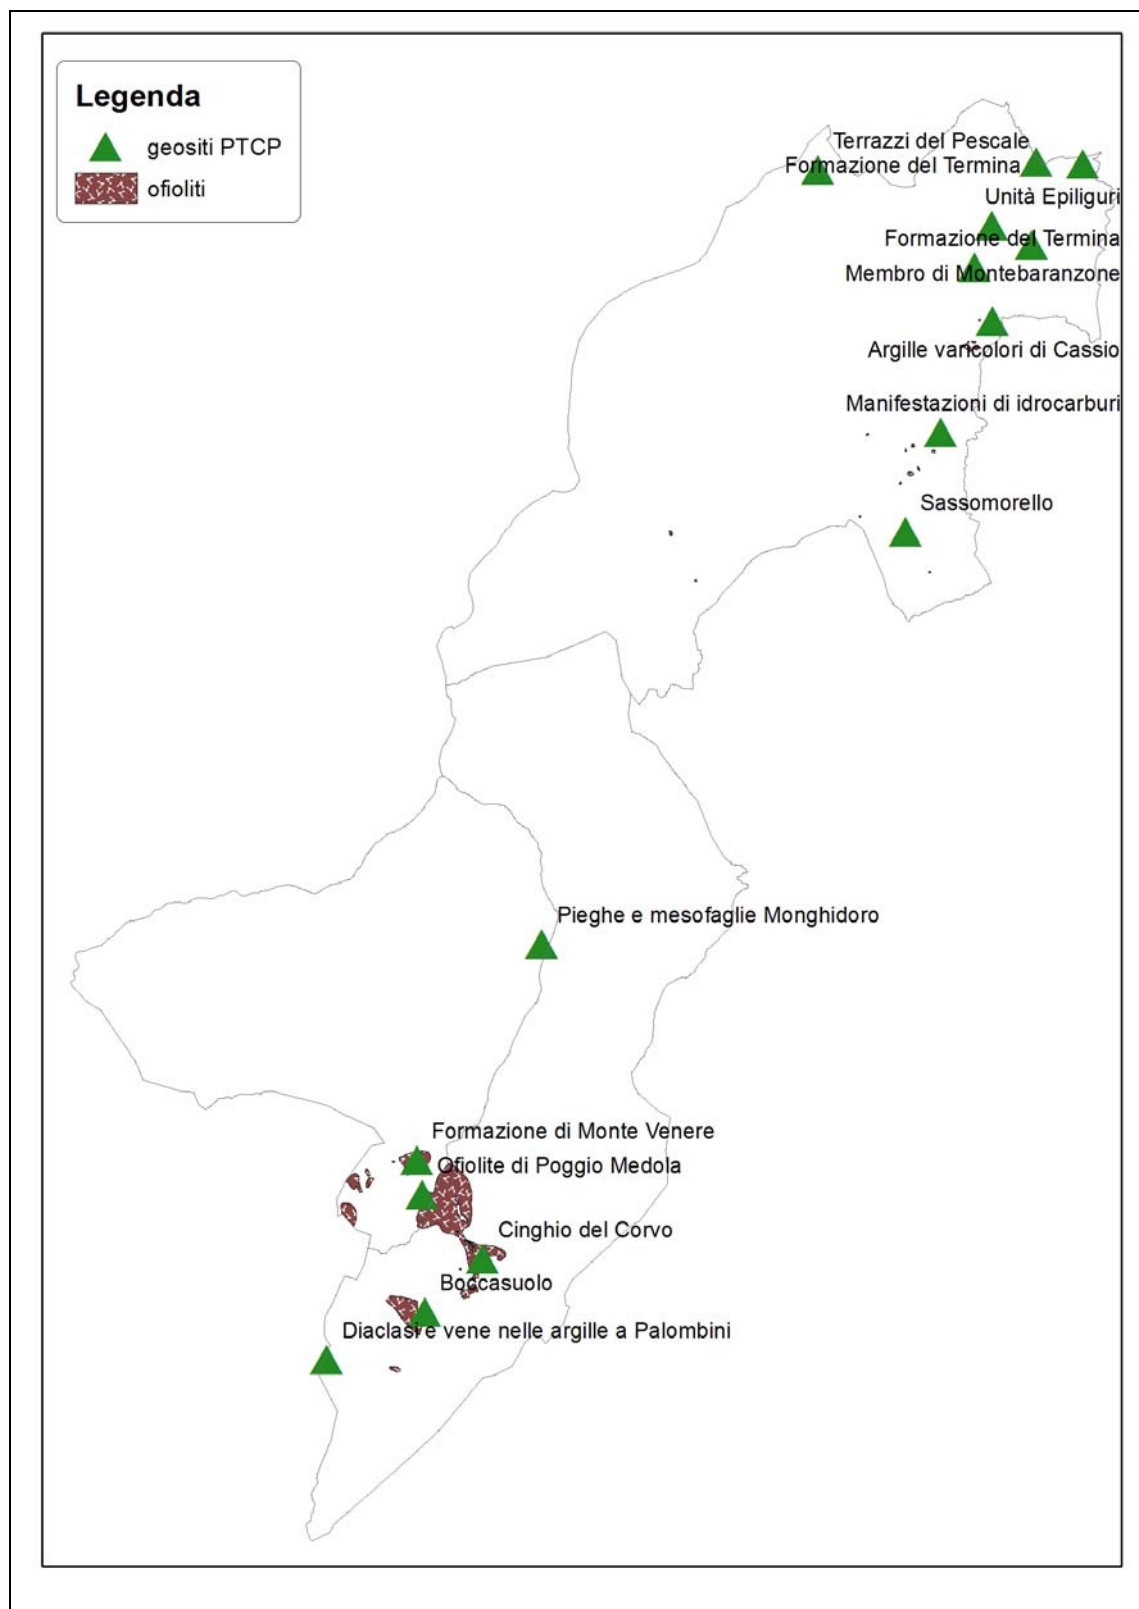 Legenda
geositi PTCP
ofioliti
Terrazzi del Pescale
Formazione del Termina
Unità Epiliguri
Formazione del Termina
Membro di Montebaranzone
Argille varicolori di Cassio
Manifestazioni di idrocarburi
Sassomorello
Pieghe e mesofaglie Monghidoro
Formazione di Monte Venere
Ofiolite di Poggio Medola
Cinghio del Corvo
Boccasuolo
Diaclasi e vene nelle argille a Palombini